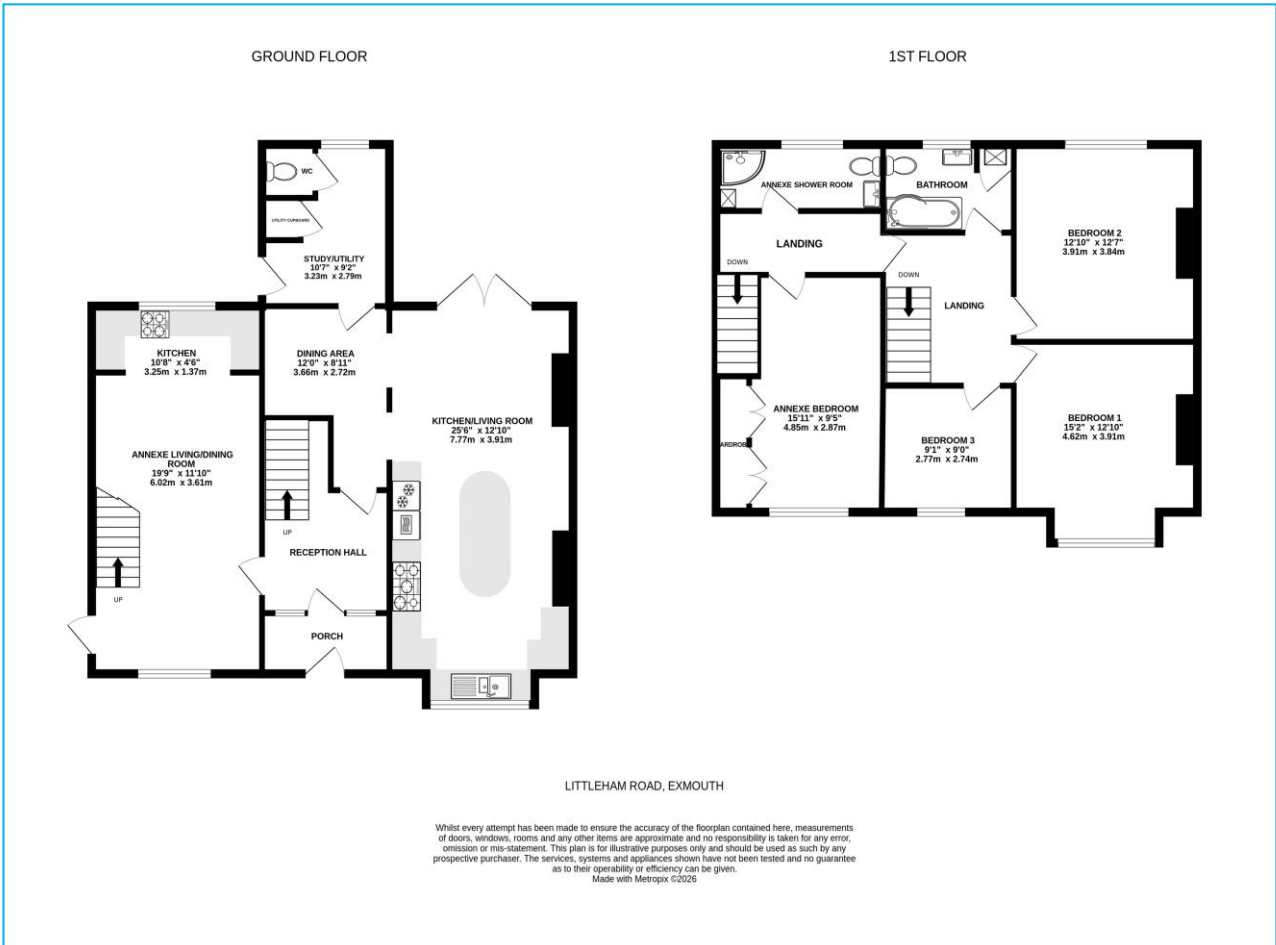 GROUND FLOOR
1ST FLOOR
WC
UTILITY CUPBOARD
STUDY/UTILITY
10'7" x 9'2"
3.23m x 2.79m
KITCHEN
10'8" x 4'6"
3.25m x 1.37m
DINING AREA
12'0" x 8'11"
3.66m x 2.72m
KITCHEN/LIVING ROOM
25'6" x 12'10"
7.77m x 3.91m
ANNEXE LIVING/DINING
ROOM
19'9" x 11'10"
6.02m x 3.61m
UP
UP
RECEPTION HALL
PORCH
ANNEXE SHOWER ROOM
BATHROOM
BEDROOM 2
12'10" x 12'7"
3.91m x 3.84m
LANDING
DOWN
DOWN
LANDING
ANNEXE BEDROOM
15'11" x 9'5"
4.85m x 2.87m
ARDROB
BEDROOM 3
9'1" x 9'0"
2.77m x 2.74m
BEDROOM 1
15'2" x 12'10"
4.62m x 3.91m
LITTLEHAM ROAD, EXMOUTH
Whilst every attempt has been made to ensure the accuracy of the floorplan contained here, measurements
of doors, windows, rooms and any other items are approximate and no responsibility is taken for any error,
omission or mis-statement. This plan is for illustrative purposes only and should be used as such by any
prospective purchaser. The services, systems and appliances shown have not been tested and no guarantee
as to their operability or efficiency can be given.
Made with Metropix ©2026